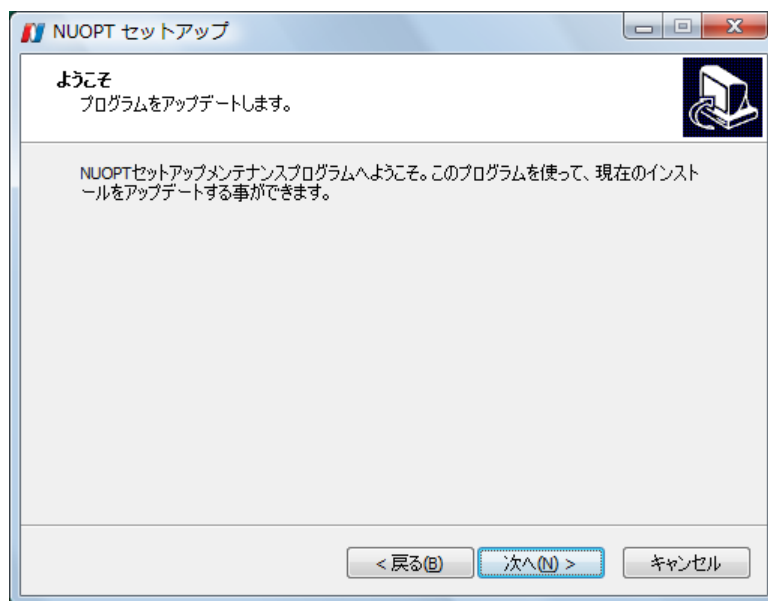 NUOPT セットアップ
ようこそ
プログラムをアップデートします。
NUOPTセットアップメンテナンスプログラムへようこそ。このプログラムを使って、現在のインスト
ールをアップデートする事ができます。
< 戻る(B)
次へ(N) >
キャンセル